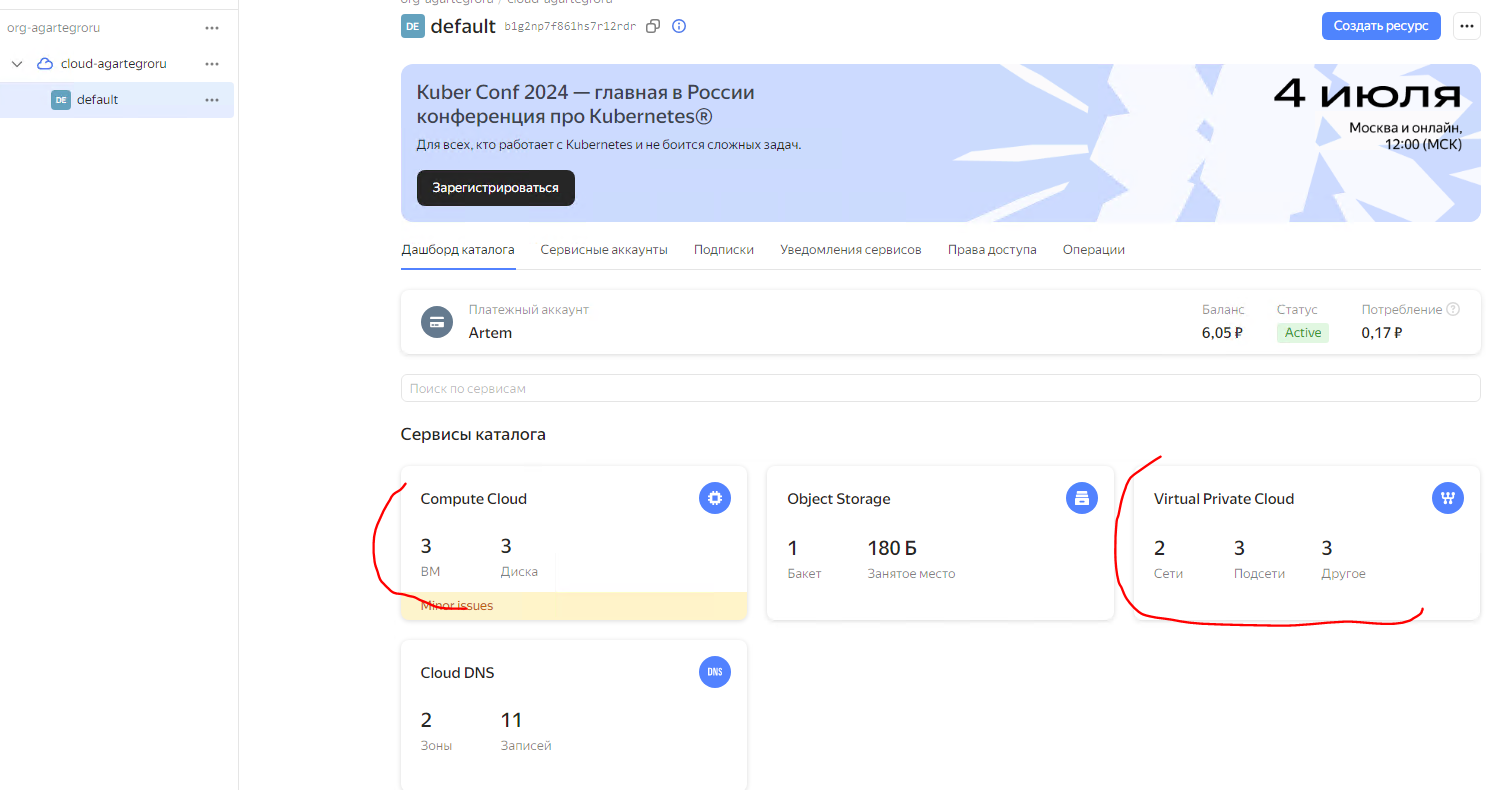 org-agartegroru / cloud-agartegroru
org-agartegroru
cloud-agartegroru
DE default
DE default b1g2np7f861hs7r12rdr
Создать ресурс
Kuber Conf 2024 — главная в России
конференция про Kubernetes®
Для всех, кто работает с Kubernetes и не боится сложных задач.
Зарегистрироваться
4 июля
Москва и онлайн,
12:00 (МСК)
Дашборд каталога Сервисные аккаунты Подписки Уведомления сервисов Права доступа Операции
Платежный аккаунт
Artem
Баланс Статус Потребление
6,05 ₽ Active 0,17 ₽
Поиск по сервисам
Сервисы каталога
Compute Cloud
3 3
ВМ Диска
Minor issues
Object Storage
1 180 Б
Бакет Занятое место
Virtual Private Cloud
2 3 3
Сети Подсети Другое
Cloud DNS
DNS
2 11
Зоны Записей